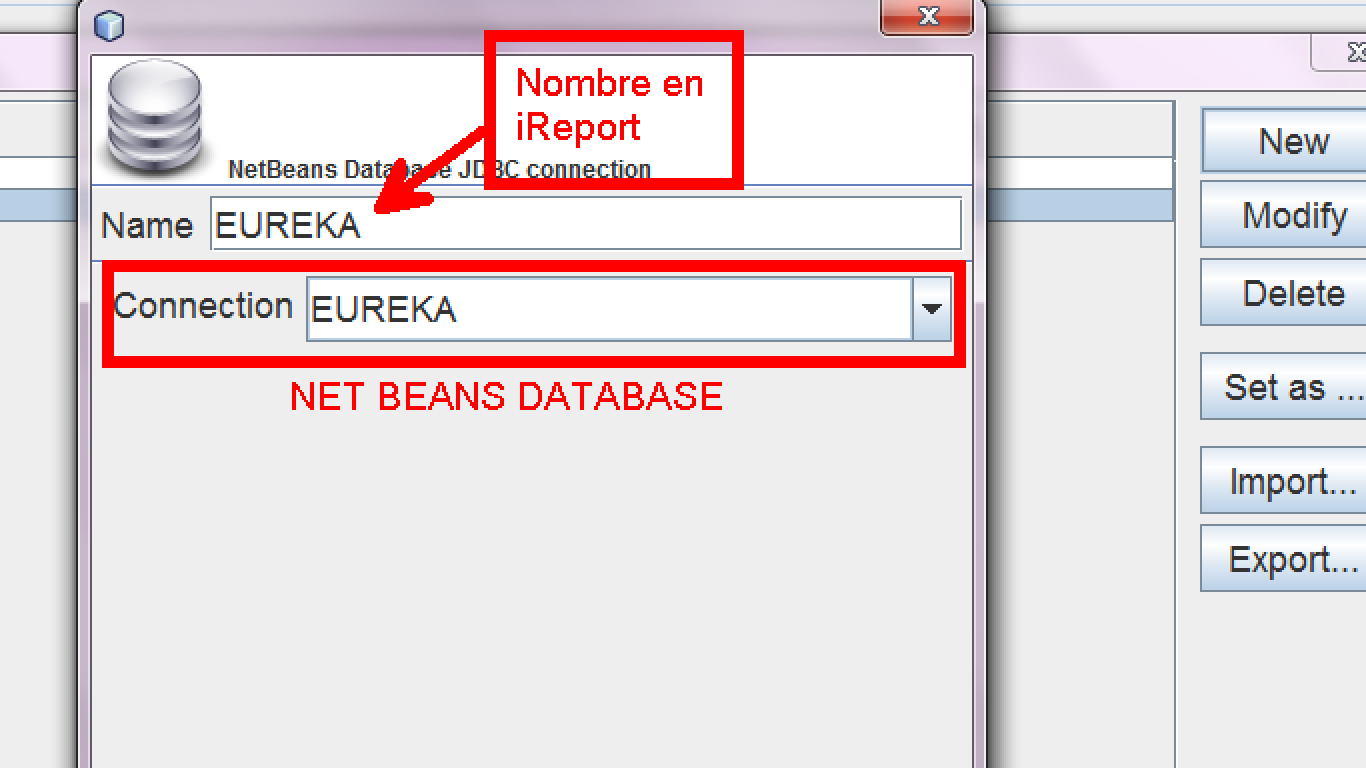 Nombre en
iReport
NetBeans Database JDBC connection
Name EUREKA
Connection EUREKA
NET BEANS DATABASE
New
Modify
Delete
Set as ...
Import...
Export...